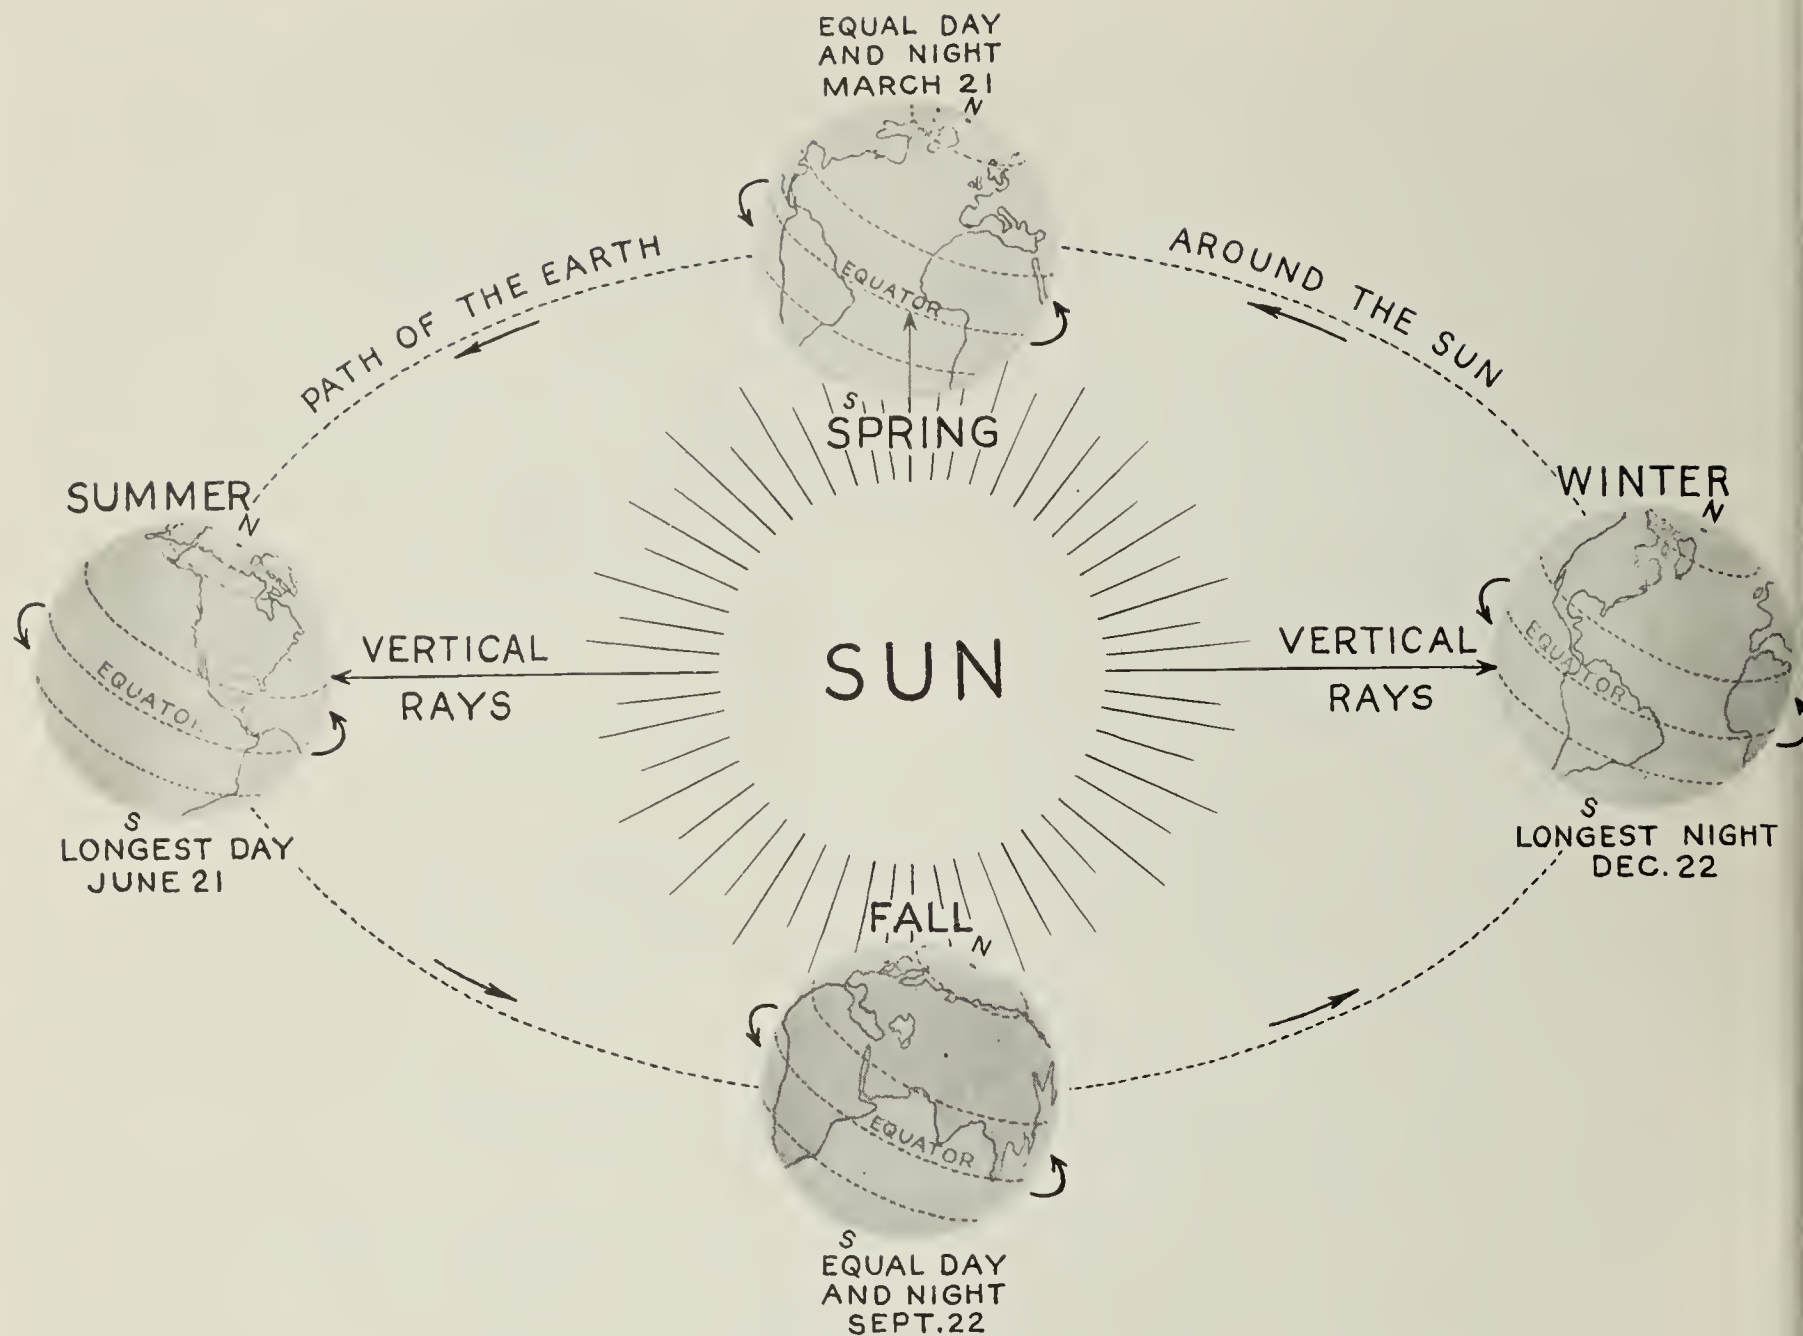 EQUAL DAY
AND NIGHT
MARCH 21
N
EQUATOR
S
SPRING
PATH OF THE EARTH
AROUND THE SUN
SUMMER
N
EQUATO
S
LONGEST DAY
JUNE 21
VERTICAL
RAYS
SUN
VERTICAL
RAYS
WINTER
N
EQUATOR
S
LONGEST NIGHT
DEC. 22
FALL
N
EQUATOR
S
EQUAL DAY
AND NIGHT
SEPT. 22